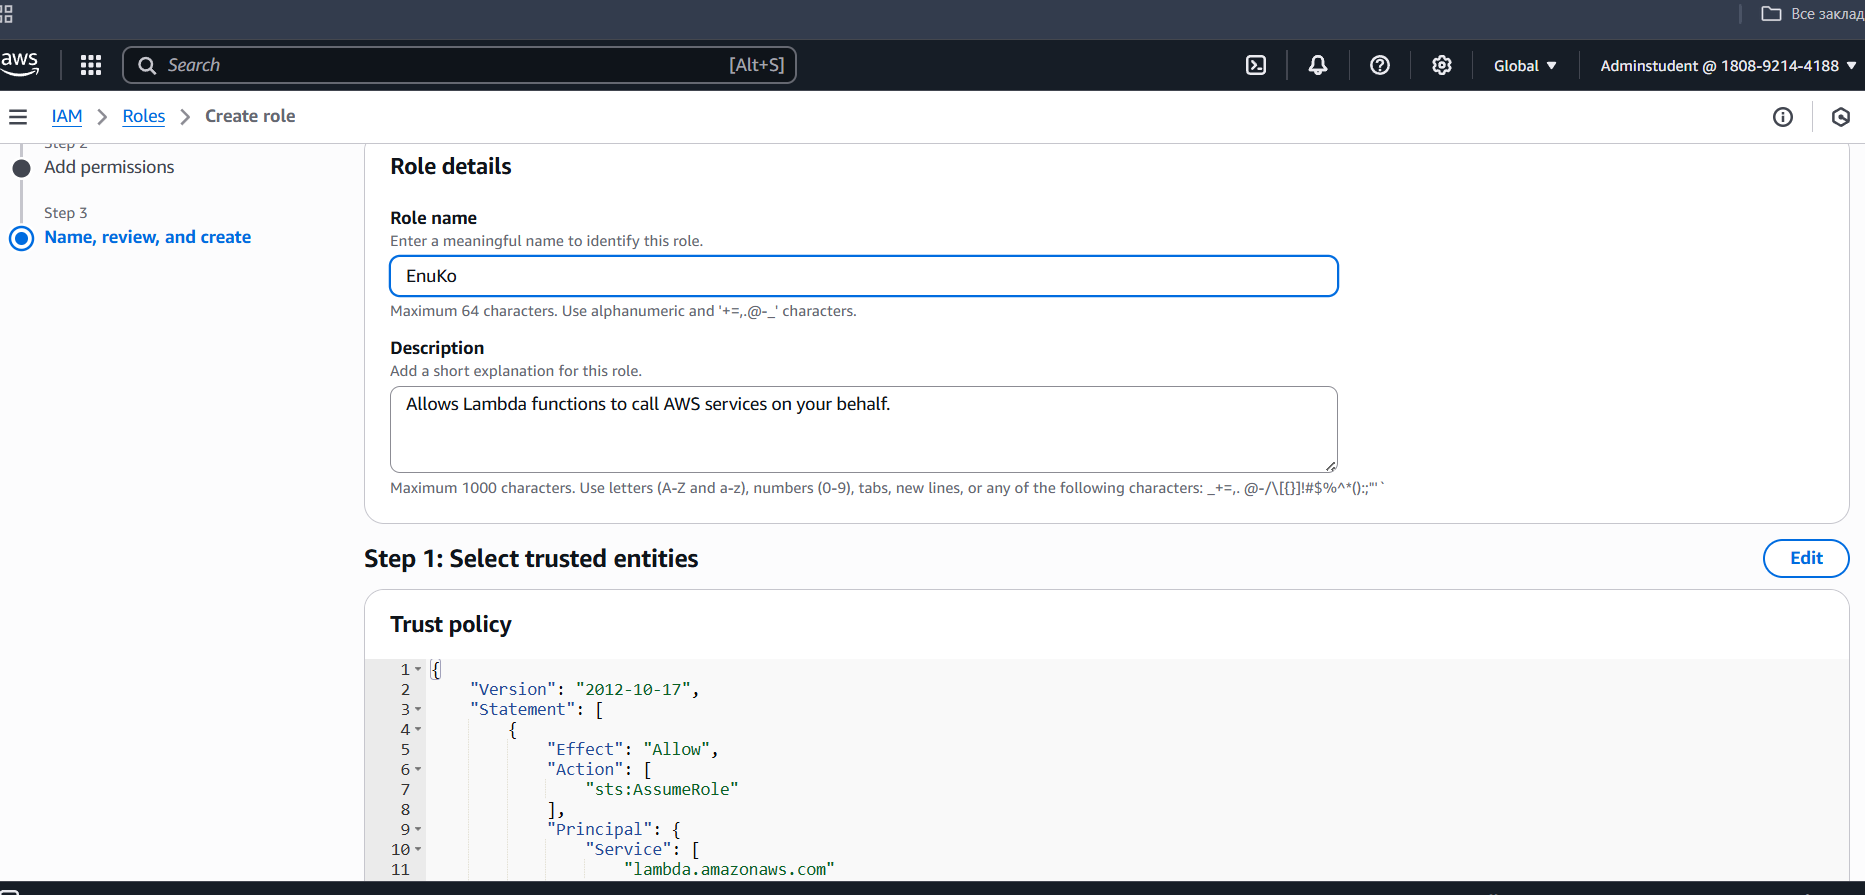 Все заклад
aws
Search
[Alt+S]
Global
Adminstudent @ 1808-9214-4188
IAM
Roles
Create role
Step 2
Add permissions
Step 3
Name, review, and create
Role details
Role name
Enter a meaningful name to identify this role.
EnuKo
Maximum 64 characters. Use alphanumeric and '+=,.@-_' characters.
Description
Add a short explanation for this role.
Allows Lambda functions to call AWS services on your behalf.
Maximum 1000 characters. Use letters (A-Z and a-z), numbers (0-9), tabs, new lines, or any of the following characters: _+=,. @-/\[{}]!#$%^*();:"'`
Step 1: Select trusted entities
Edit
Trust policy
1 {
2 "Version": "2012-10-17",
3 "Statement": [
4 {
5 "Effect": "Allow",
6 "Action": [
7 "sts:AssumeRole"
8 ],
9 "Principal": {
10 "Service": [
11 "lambda.amazonaws.com"